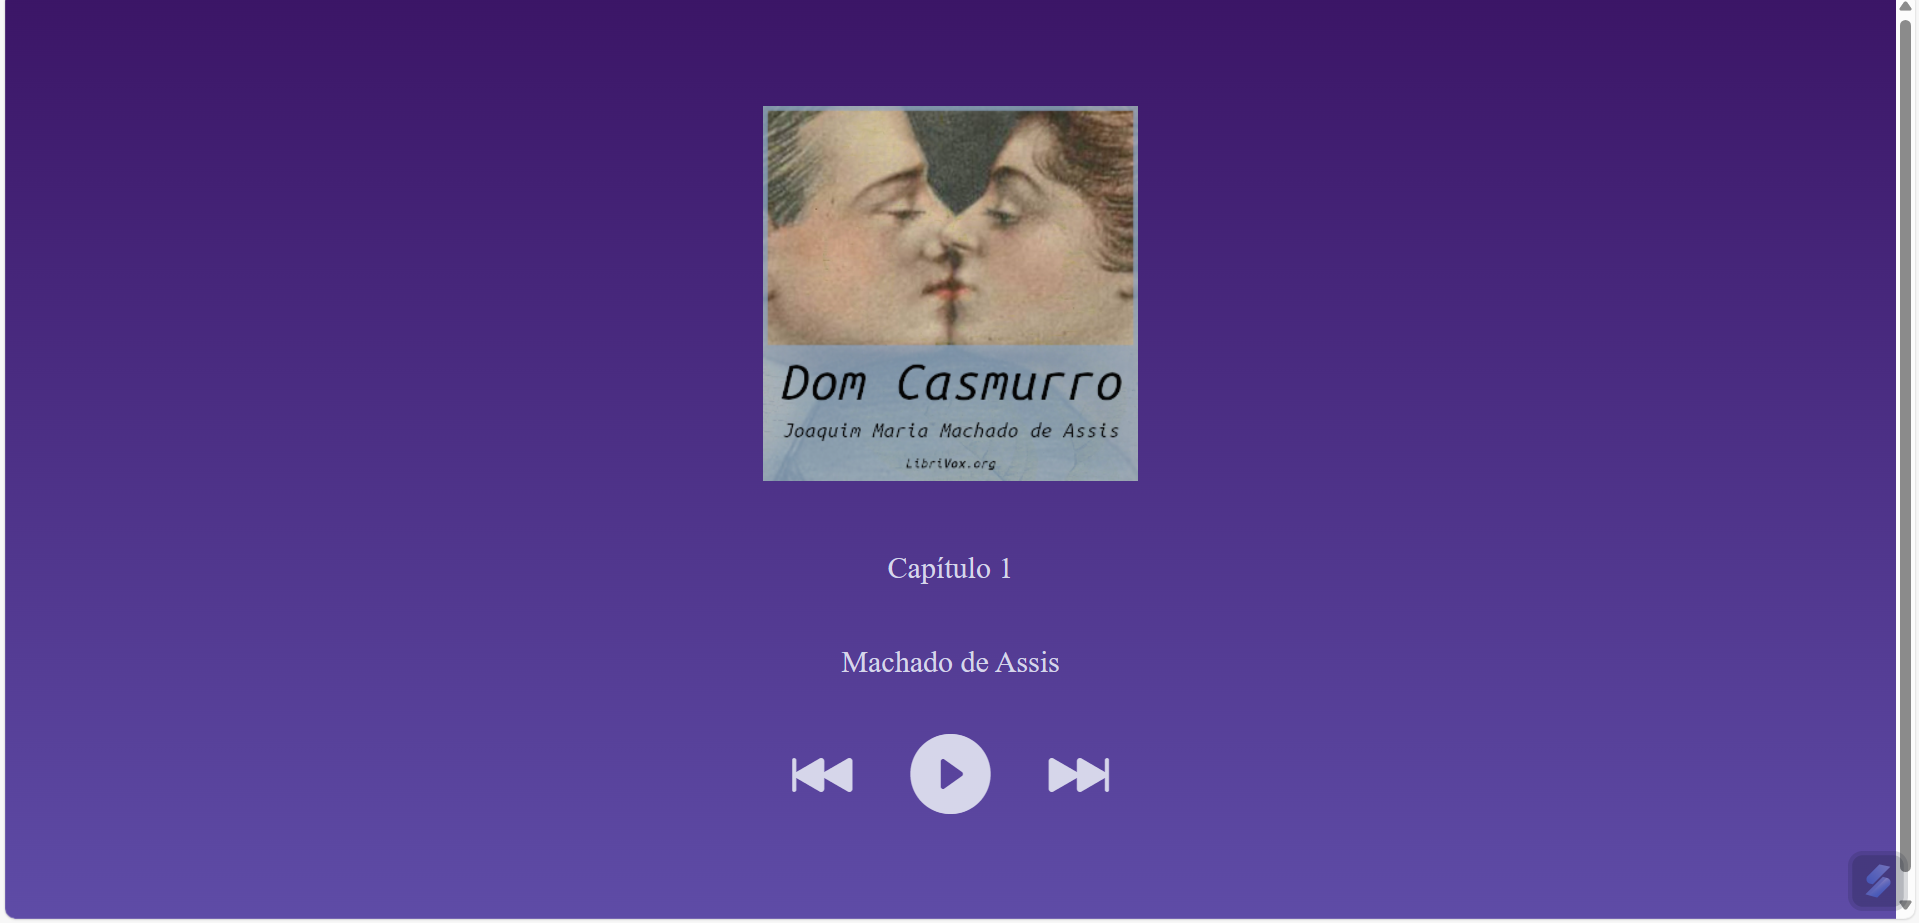 Dom Casmurro
Joaquim Maria Machado de Assis
LibriVox.org
Capítulo 1
Machado de Assis